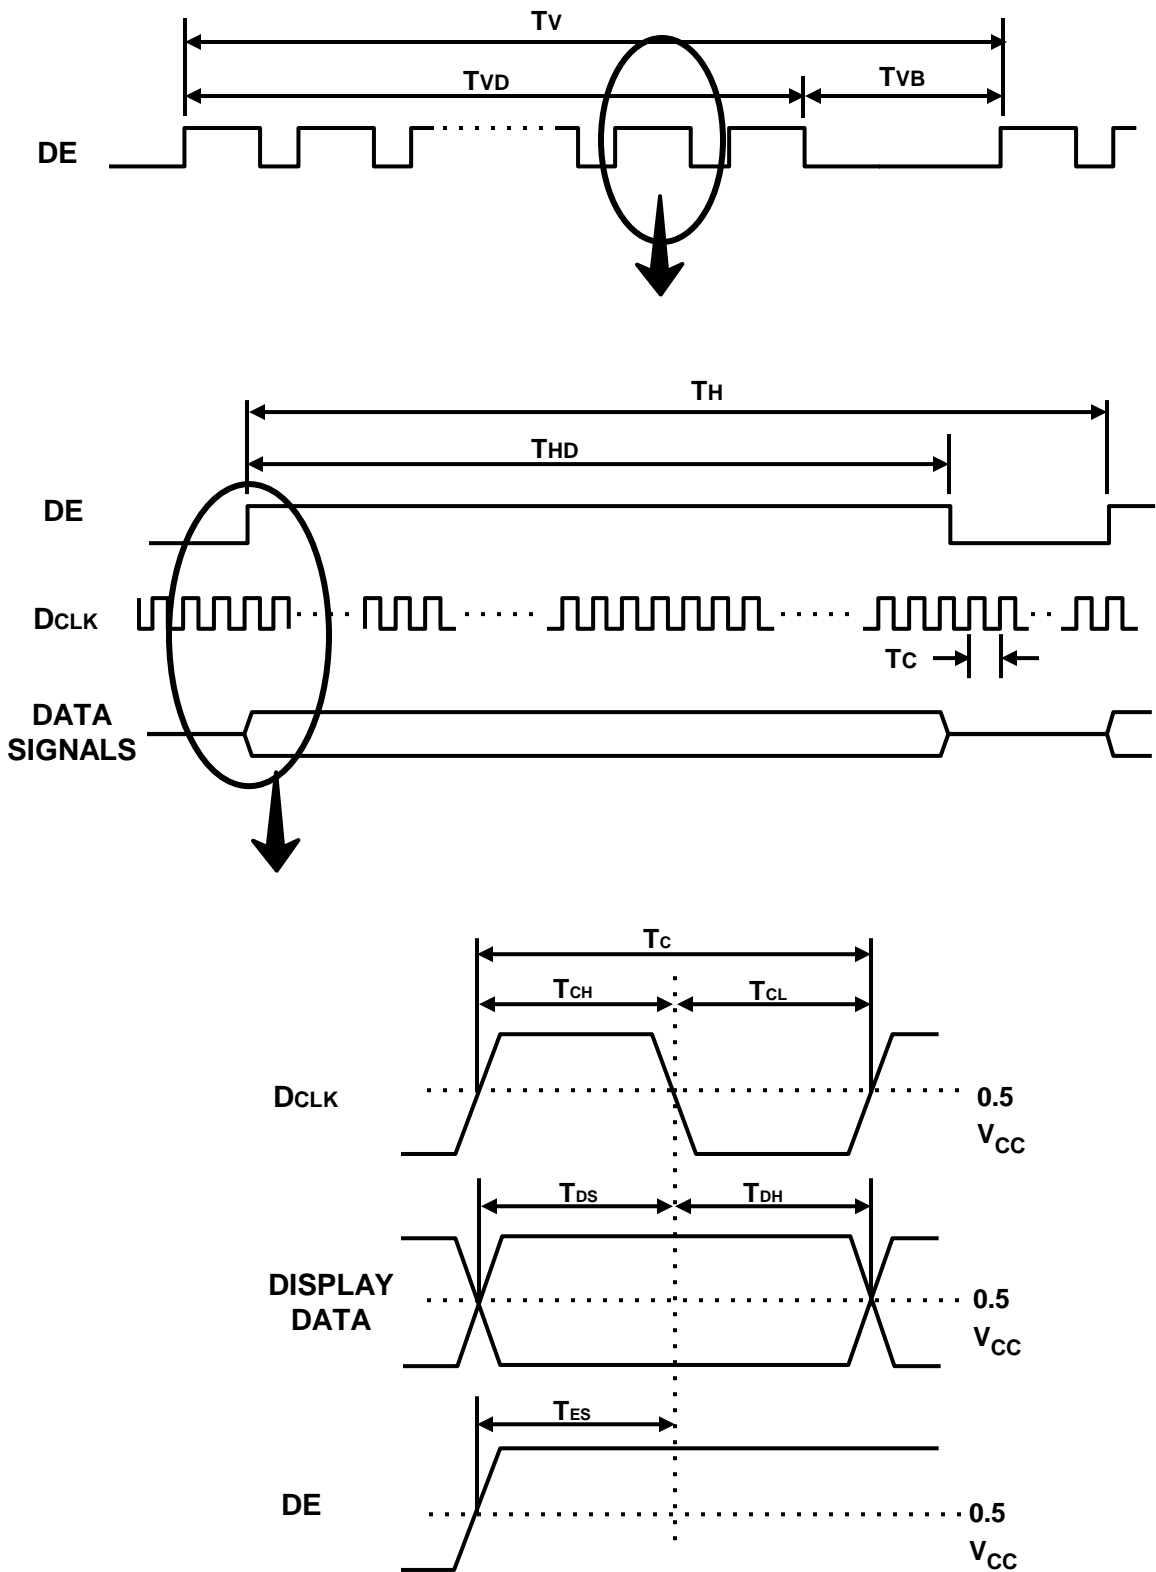 TV
TVD
TVB
DE
TH
THD
DE
DCLK
TC
DATA
SIGNALS
TC
TCH
TCL
DCLK
0.5
VCC
TDS
TDH
DISPLAY
DATA
0.5
VCC
TES
DE
0.5
VCC